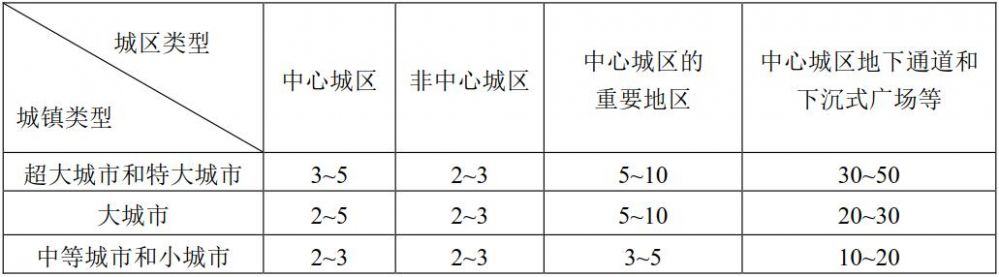 城区类型
城镇类型
中心城区
非中心城区
中心城区的
重要地区
中心城区地下通道和
下沉式广场等
超大城市和特大城市 3~5 2~3 5~10 30~50
大城市 2~5 2~3 5~10 20~30
中等城市和小城市 2~3 2~3 3~5 10~20